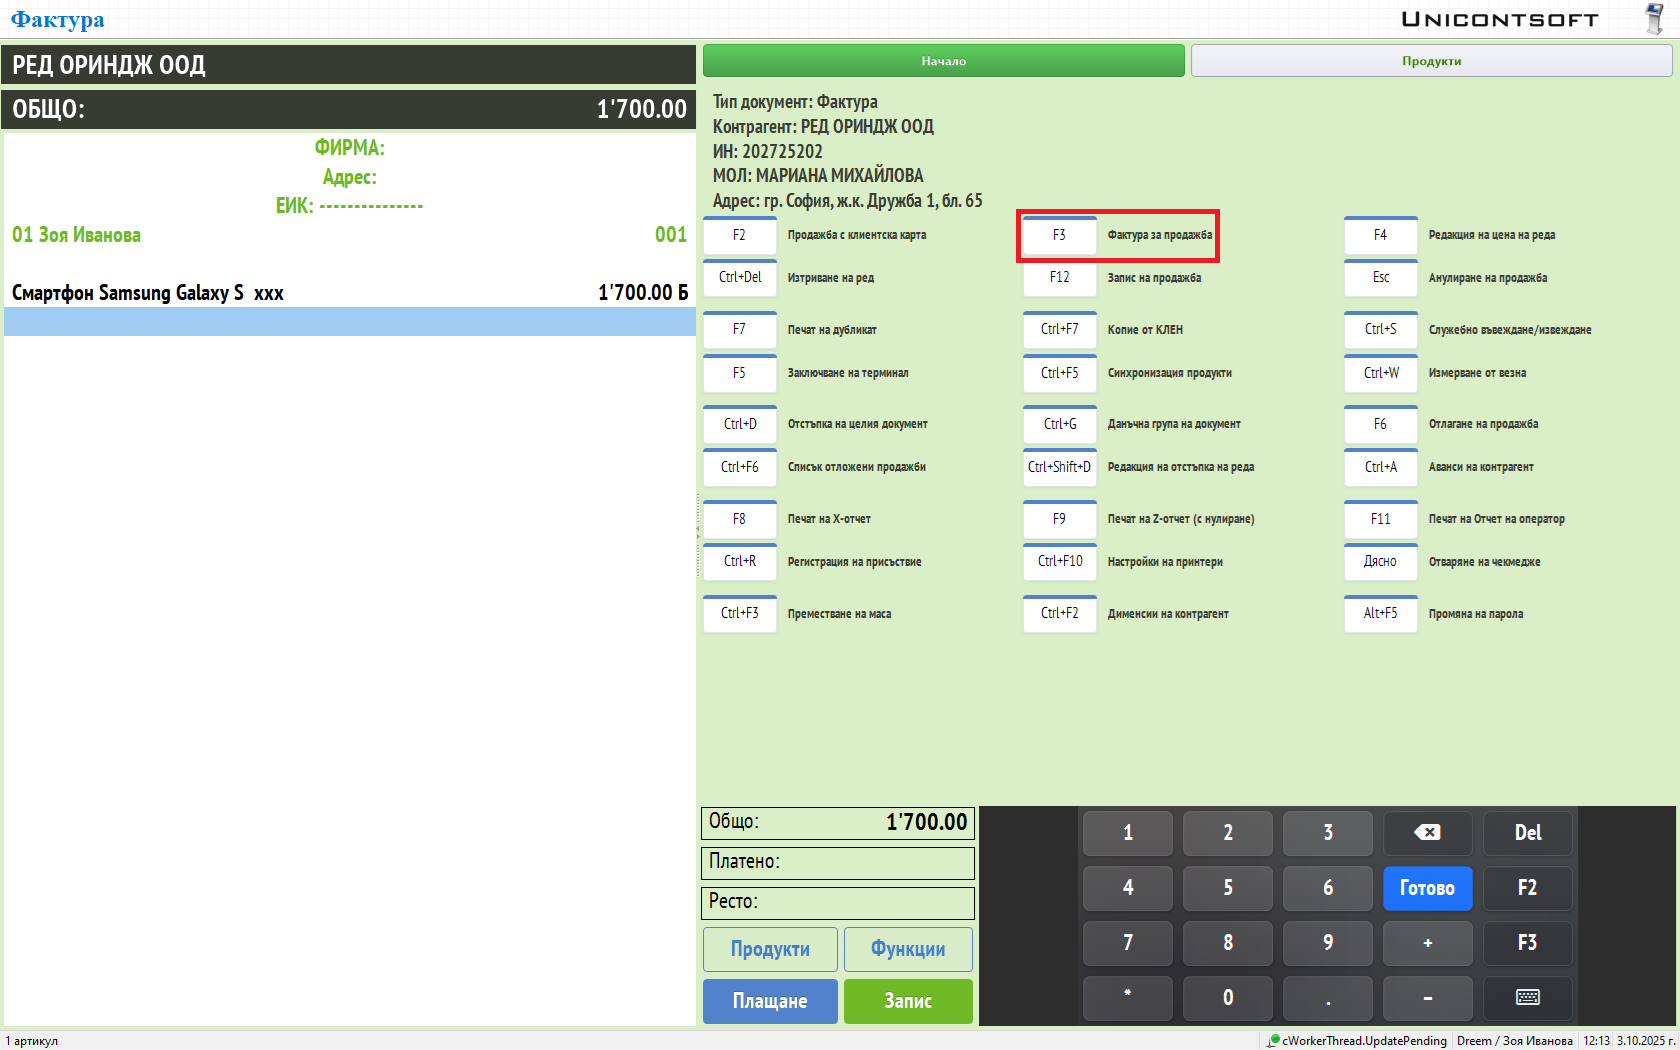 Фактура
UNICONTSOFT
РЕД ОРИНДЖ ООД
ОБЩО: 1'700.00
ФИРМА:
Адрес:
ЕИК: ---------------
01 Зоя Иванова 001
Смартфон Samsung Galaxy S xxx 1'700.00 Б
Начало
Продукти
Тип документ: Фактура
Контрагент: РЕД ОРИНДЖ ООД
ИН: 202725202
МОЛ: МАРИАНА МИХАЙЛОВА
Адрес: гр. София, ж.к. Дружба 1, бл. 65
F2 Продажба с клиентска карта F3 Фактура за продажба F4 Редакция на цена на реда
Ctrl+Del Изтриване на ред F12 Запис на продажба Esc Анулиране на продажба
F7 Печат на дубликат Ctrl+F7 Копие от КЛЕН Ctrl+S Служебно въвеждане/извеждане
F5 Заключване на терминал Ctrl+F5 Синхронизация продукти Ctrl+W Измерване от везна
Ctrl+D Отстъпка на целия документ Ctrl+G Данъчна група на документ F6 Отлагане на продажба
Ctrl+F6 Списък отложени продажби Ctrl+Shift+D Редакция на отстъпка на реда Ctrl+A Аванси на контрагент
F8 Печат на X-отчет F9 Печат на Z-отчет (с нулиране) F11 Печат на Отчет на оператор
Ctrl+R Регистрация на присъствие Ctrl+F10 Настройки на принтери Дясно Отваряне на чекмедже
Ctrl+F3 Преместване на маса Ctrl+F2 Дименсии на контрагент Alt+F5 Промяна на парола
Общо: 1'700.00
Платено:
Ресто:
Продукти Функции
Плащане Запис
1 2 3 Del
4 5 6 Готово F2
7 8 9 + F3
* 0 . −
1 артикул
cWorkerThread.UpdatePending Dreem / Зоя Иванова 12:13 3.10.2025 г.